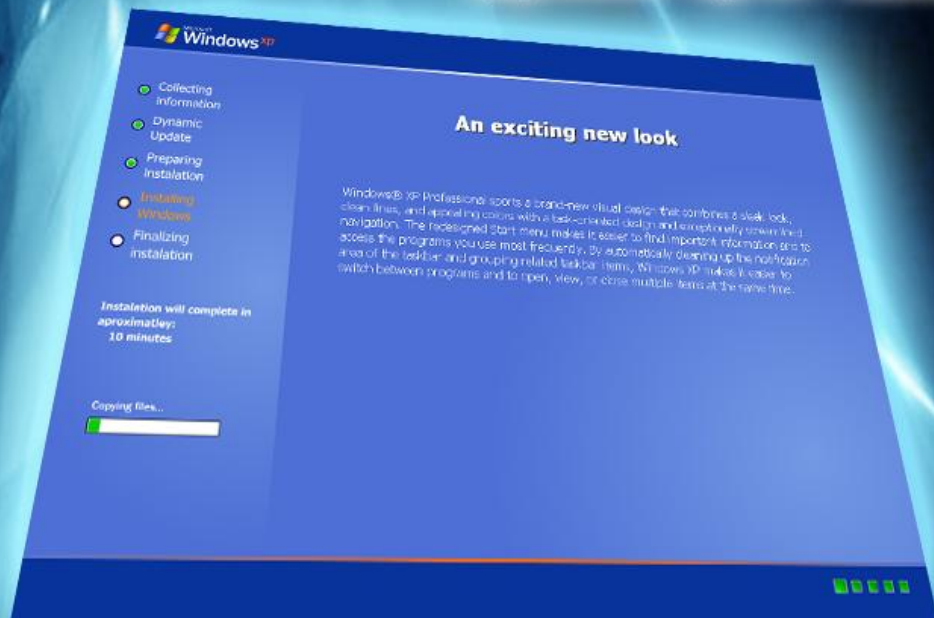 Microsoft
Windows xp
Collecting
information
Dynamic
Update
Preparing
Instalation
Installing
Windows
Finalizing
instalation
Instalation will complete in
aproximatley:
10 minutes
Copying files...
An exciting new look
Windows® XP Professional sports a brand-new visual design that combines a sleek look,
clean lines, and appealing colors with a task-oriented design and exceptionally streamlined
navigation. The redesigned Start menu makes it easier to find important information and to
access the programs you use most frequently. By automatically cleaning up the notification
area of the taskbar and grouping related taskbar items, Windows XP makes it easier to
switch between programs and to open, view, or close multiple items at the same time.